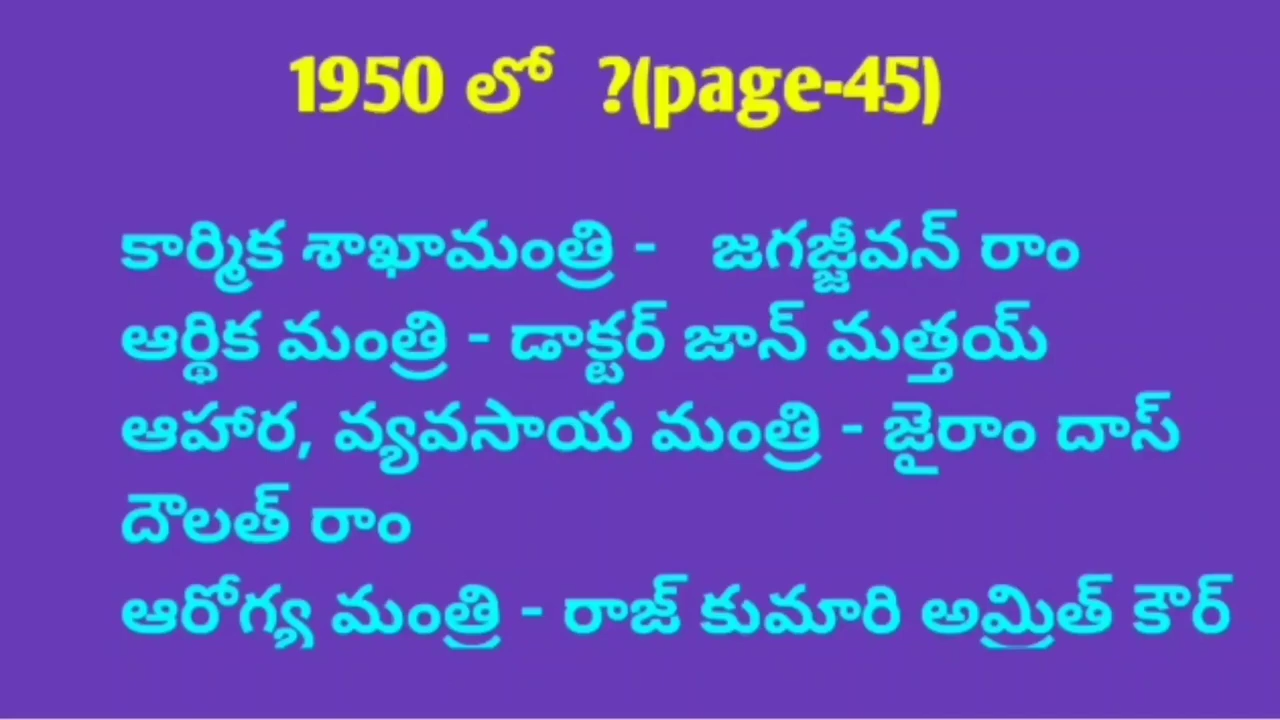 1950 లో ?(page-45)
కార్మిక శాఖామంత్రి - జగజ్జీవన్ రాం
ఆర్థిక మంత్రి - డాక్టర్ జాన్ మత్తయ్
ఆహార, వ్యవసాయ మంత్రి - జైరాం దాస్
దౌలత్ రాం
ఆరోగ్య మంత్రి - రాజ్ కుమారి అమ్రిత్ కౌర్